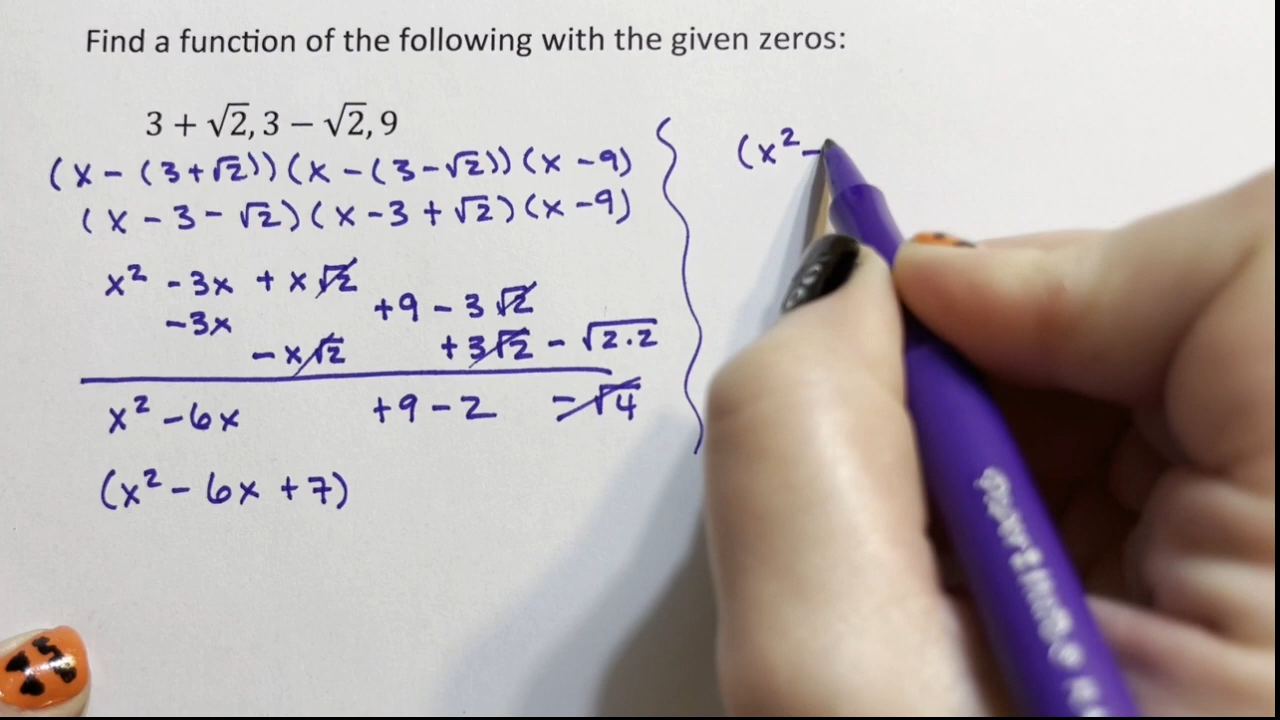 Find a function of the following with the given zeros:
3 + √2, 3 − √2, 9
(x - (3+√2))(x - (3-√2))(x - 9)
(x - 3 - √2)(x - 3 + √2)(x - 9)
x² - 3x + x√2
+9 - 3√2
-3x
- x√2
+3√2 - √2·2
x² - 6x +9 - 2 = √4
(x² - 6x + 7)
(x² -